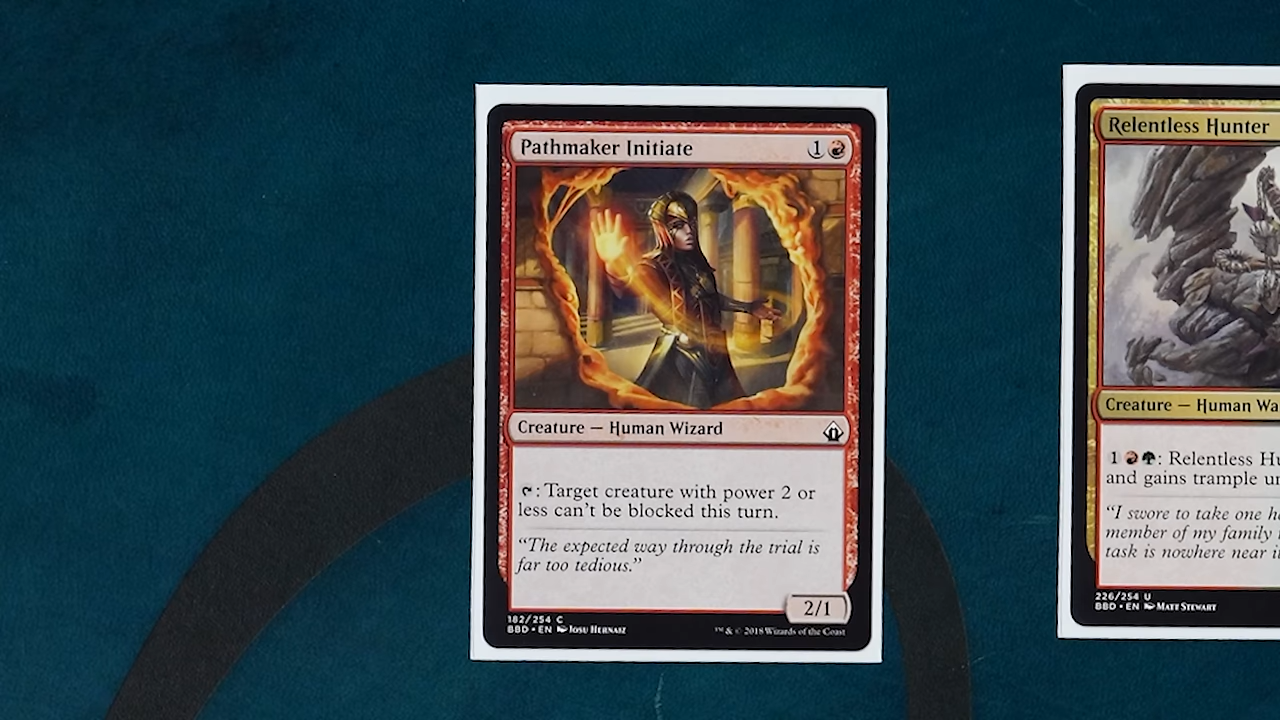 Pathmaker Initiate 1
Creature — Human Wizard
: Target creature with power 2 or
less can't be blocked this turn.
“The expected way through the trial is
far too tedious.”
2/1
182/254 C
BBD • EN Josu Hernaiz
™ & © 2018 Wizards of the Coast
Relentless Hunter
Creature — Human Wa
1 : Relentless Hu
and gains trample un
“I swore to take one h
member of my family
task is nowhere near
226/254 U
BBD • EN Matt Stewart